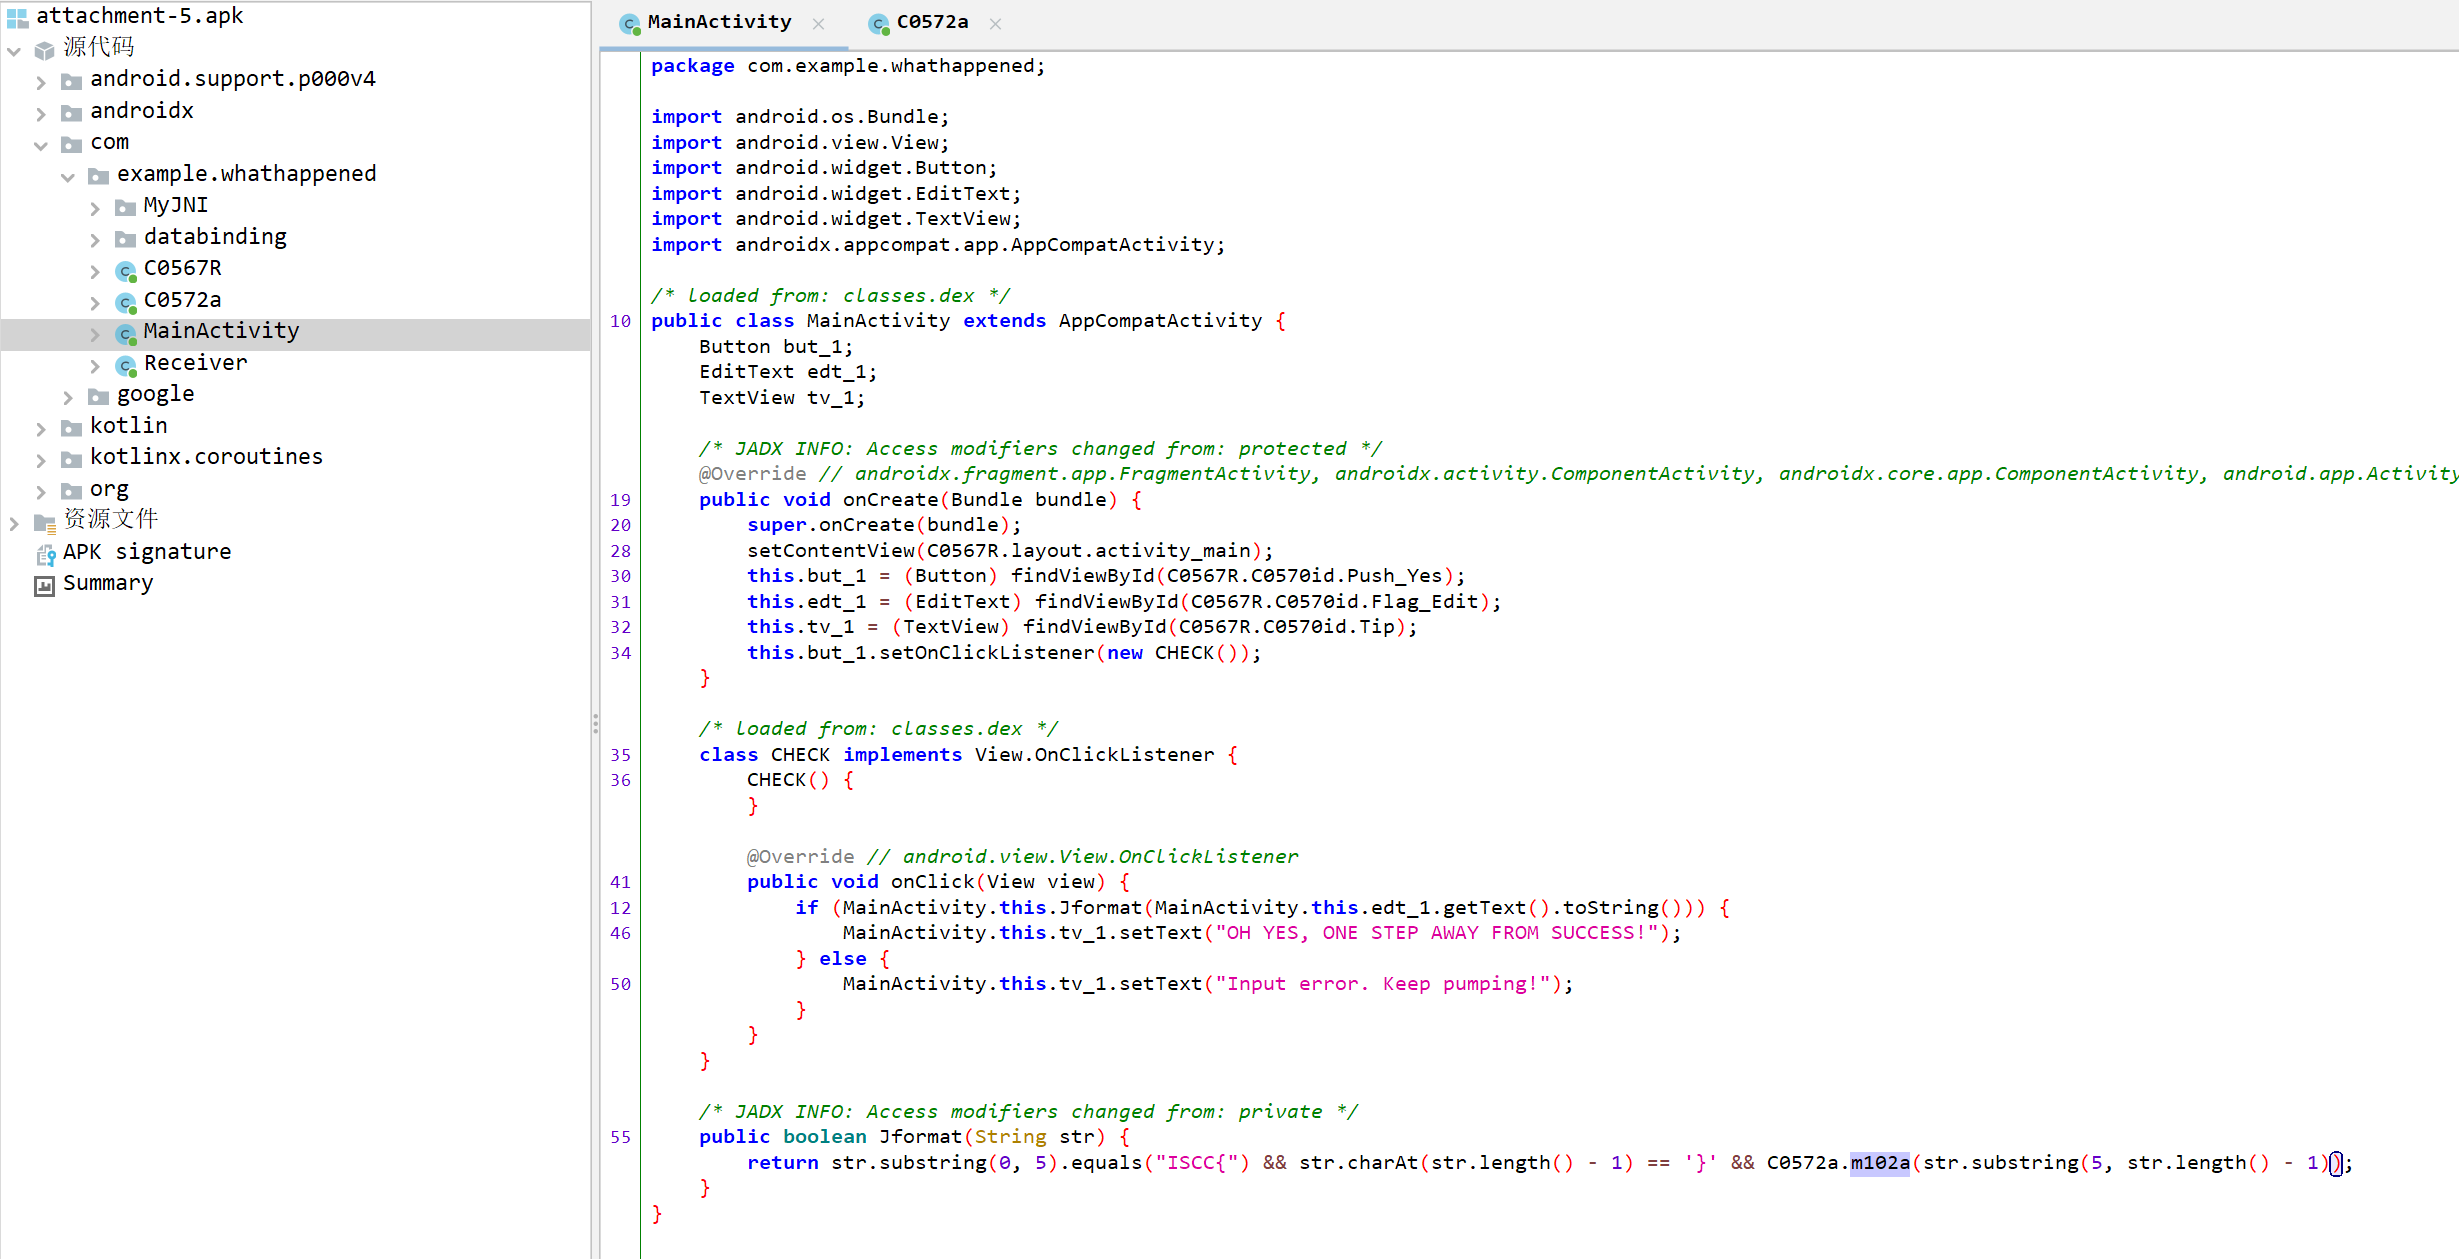 attachment-5.apk
源代码
android.support.p000v4
androidx
com
example.whathappened
MyJNI
databinding
C0567R
C0572a
MainActivity
Receiver
google
kotlin
kotlinx.coroutines
org
资源文件
APK signature
Summary
MainActivity × C0572a ×
package com.example.whathappened;
import android.os.Bundle;
import android.view.View;
import android.widget.Button;
import android.widget.EditText;
import android.widget.TextView;
import androidx.appcompat.app.AppCompatActivity;
/* loaded from: classes.dex */
10 public class MainActivity extends AppCompatActivity {
Button but_1;
EditText edt_1;
TextView tv_1;
/* JADX INFO: Access modifiers changed from: protected */
@Override // androidx.fragment.app.FragmentActivity, androidx.activity.ComponentActivity, androidx.core.app.ComponentActivity, android.app.Activity
19 public void onCreate(Bundle bundle) {
20 super.onCreate(bundle);
28 setContentView(C0567R.layout.activity_main);
30 this.but_1 = (Button) findViewById(C0567R.C0570id.Push_Yes);
31 this.edt_1 = (EditText) findViewById(C0567R.C0570id.Flag_Edit);
32 this.tv_1 = (TextView) findViewById(C0567R.C0570id.Tip);
34 this.but_1.setOnClickListener(new CHECK());
}
/* loaded from: classes.dex */
35 class CHECK implements View.OnClickListener {
36 CHECK() {
}
@Override // android.view.View.OnClickListener
41 public void onClick(View view) {
12 if (MainActivity.this.Jformat(MainActivity.this.edt_1.getText().toString())) {
46 MainActivity.this.tv_1.setText("OH YES, ONE STEP AWAY FROM SUCCESS!");
} else {
50 MainActivity.this.tv_1.setText("Input error. Keep pumping!");
}
}
}
/* JADX INFO: Access modifiers changed from: private */
55 public boolean Jformat(String str) {
return str.substring(0, 5).equals("ISCC{") && str.charAt(str.length() - 1) == '}' && C0572a.m102a(str.substring(5, str.length() - 1));
}
}